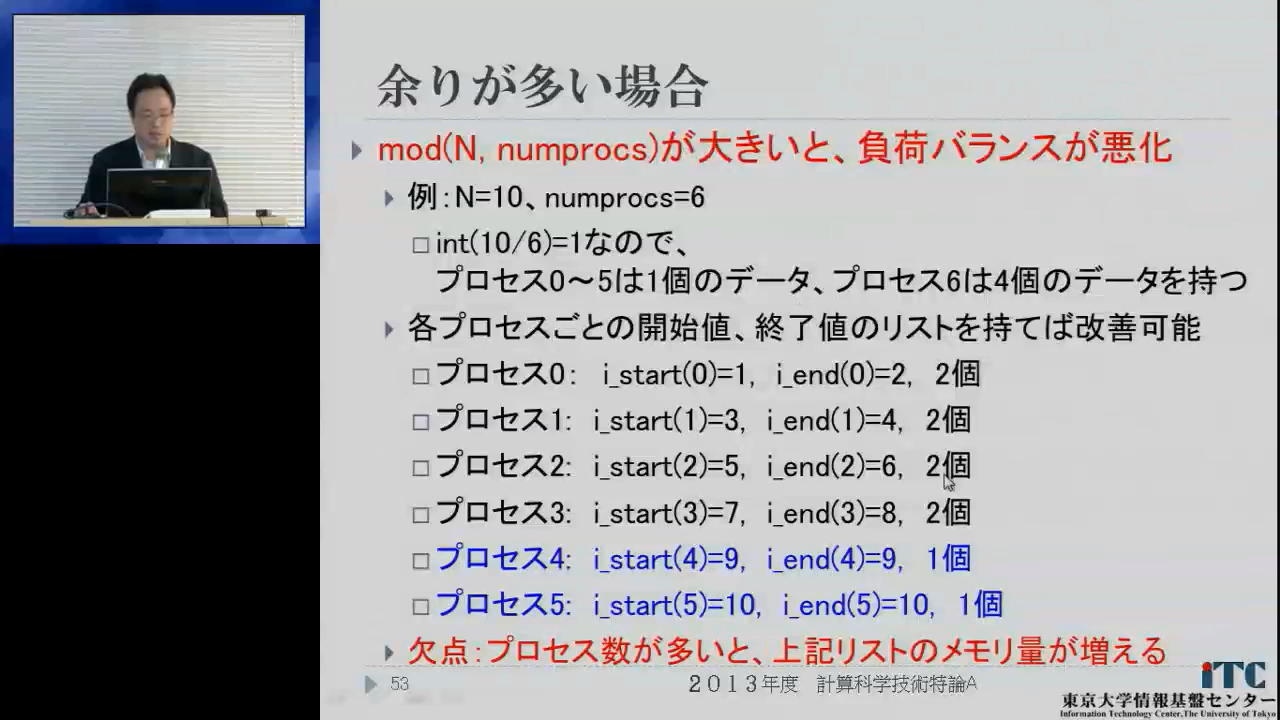 余りが多い場合
mod(N, numprocs)が大きいと、負荷バランスが悪化
例：N=10、numprocs=6
int(10/6)=1なので、
プロセス0～5は1個のデータ、プロセス6は4個のデータを持つ
各プロセスごとの開始値、終了値のリストを持てば改善可能
プロセス0： i_start(0)=1, i_end(0)=2, 2個
プロセス1: i_start(1)=3, i_end(1)=4, 2個
プロセス2: i_start(2)=5, i_end(2)=6, 2個
プロセス3: i_start(3)=7, i_end(3)=8, 2個
プロセス4: i_start(4)=9, i_end(4)=9, 1個
プロセス5: i_start(5)=10, i_end(5)=10, 1個
欠点：プロセス数が多いと、上記リストのメモリ量が増える
53
２０１３年度 計算科学技術特論A
iTC
東京大学情報基盤センター
Information Technology Center, The University of Tokyo